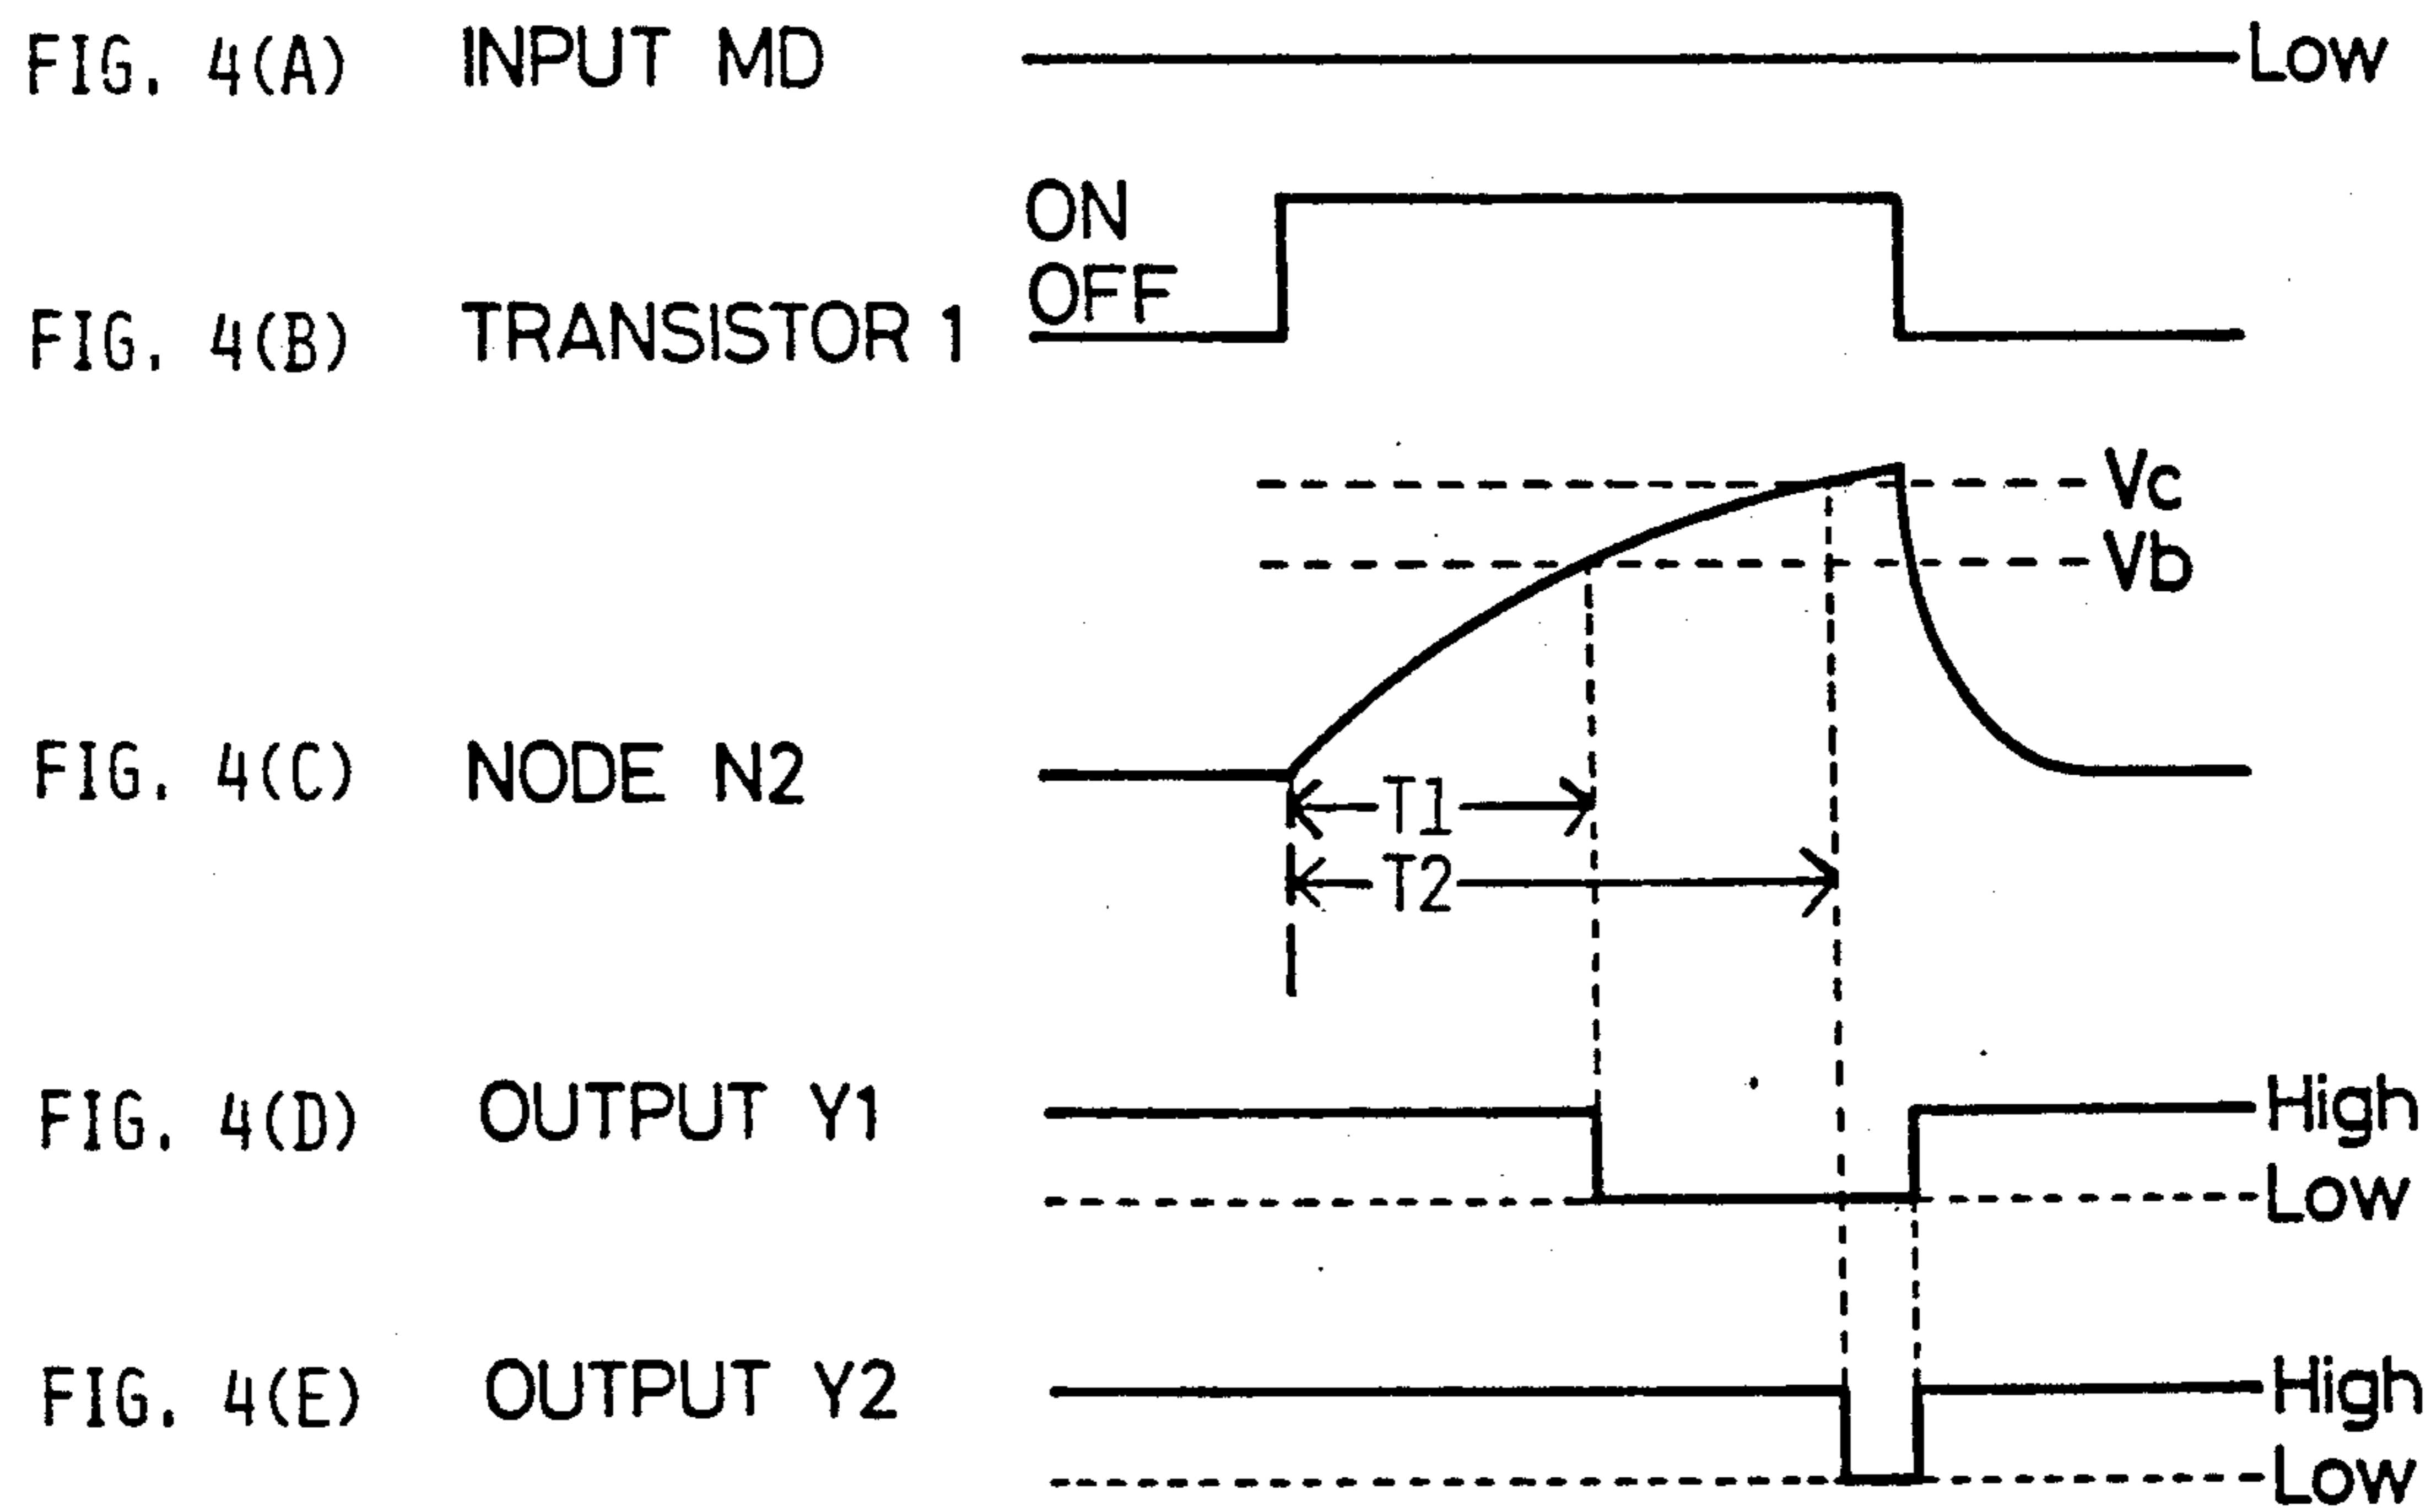 FIG. 4(A) INPUT MD Low
ON
OFF
FIG. 4(B) TRANSISTOR 1
Vc
Vb
FIG. 4(C) NODE N2
T1
T2
FIG. 4(D) OUTPUT Y1 High
Low
FIG. 4(E) OUTPUT Y2 High
Low